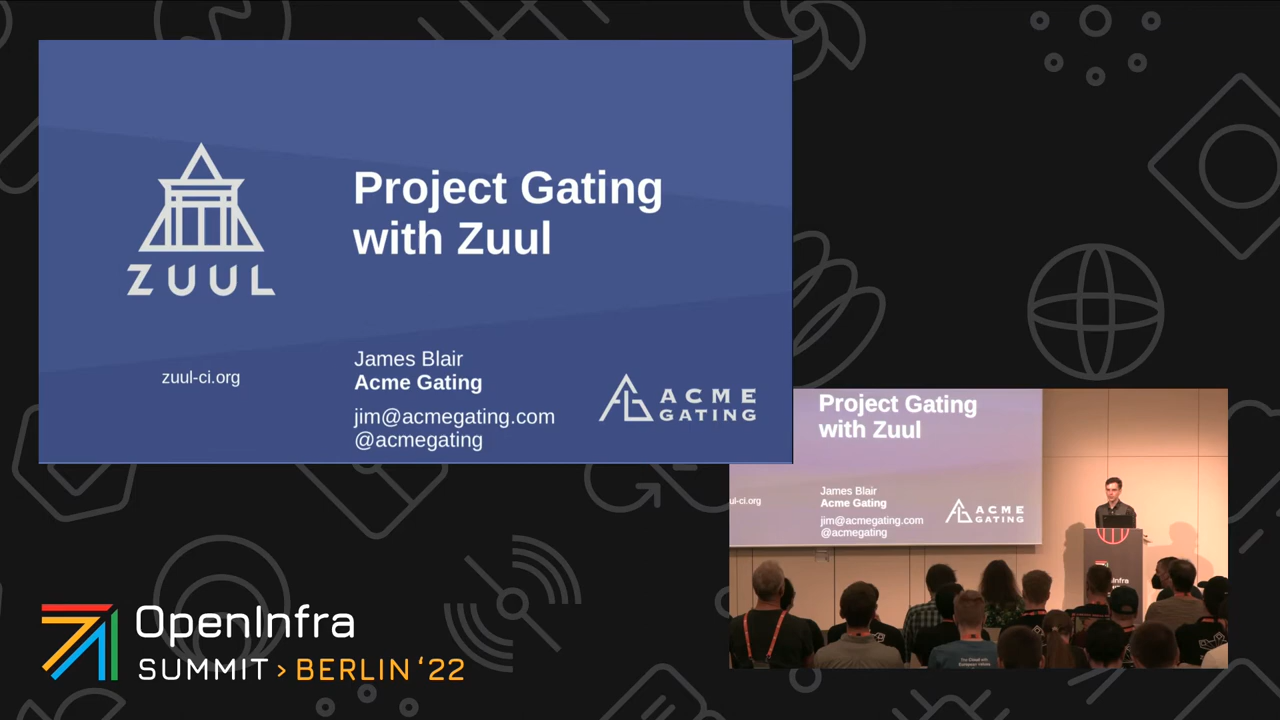 ZUUL
zuul-ci.org
Project Gating
with Zuul
James Blair
Acme Gating
jim@acmegating.com
@acmegating
ACME
GATING
Project Gating
with Zuul
ul-ci.org
James Blair
Acme Gating
jim@acmegating.com
@acmegating
ACME
GATING
OpenInfra
SUMMIT > BERLIN ‘22